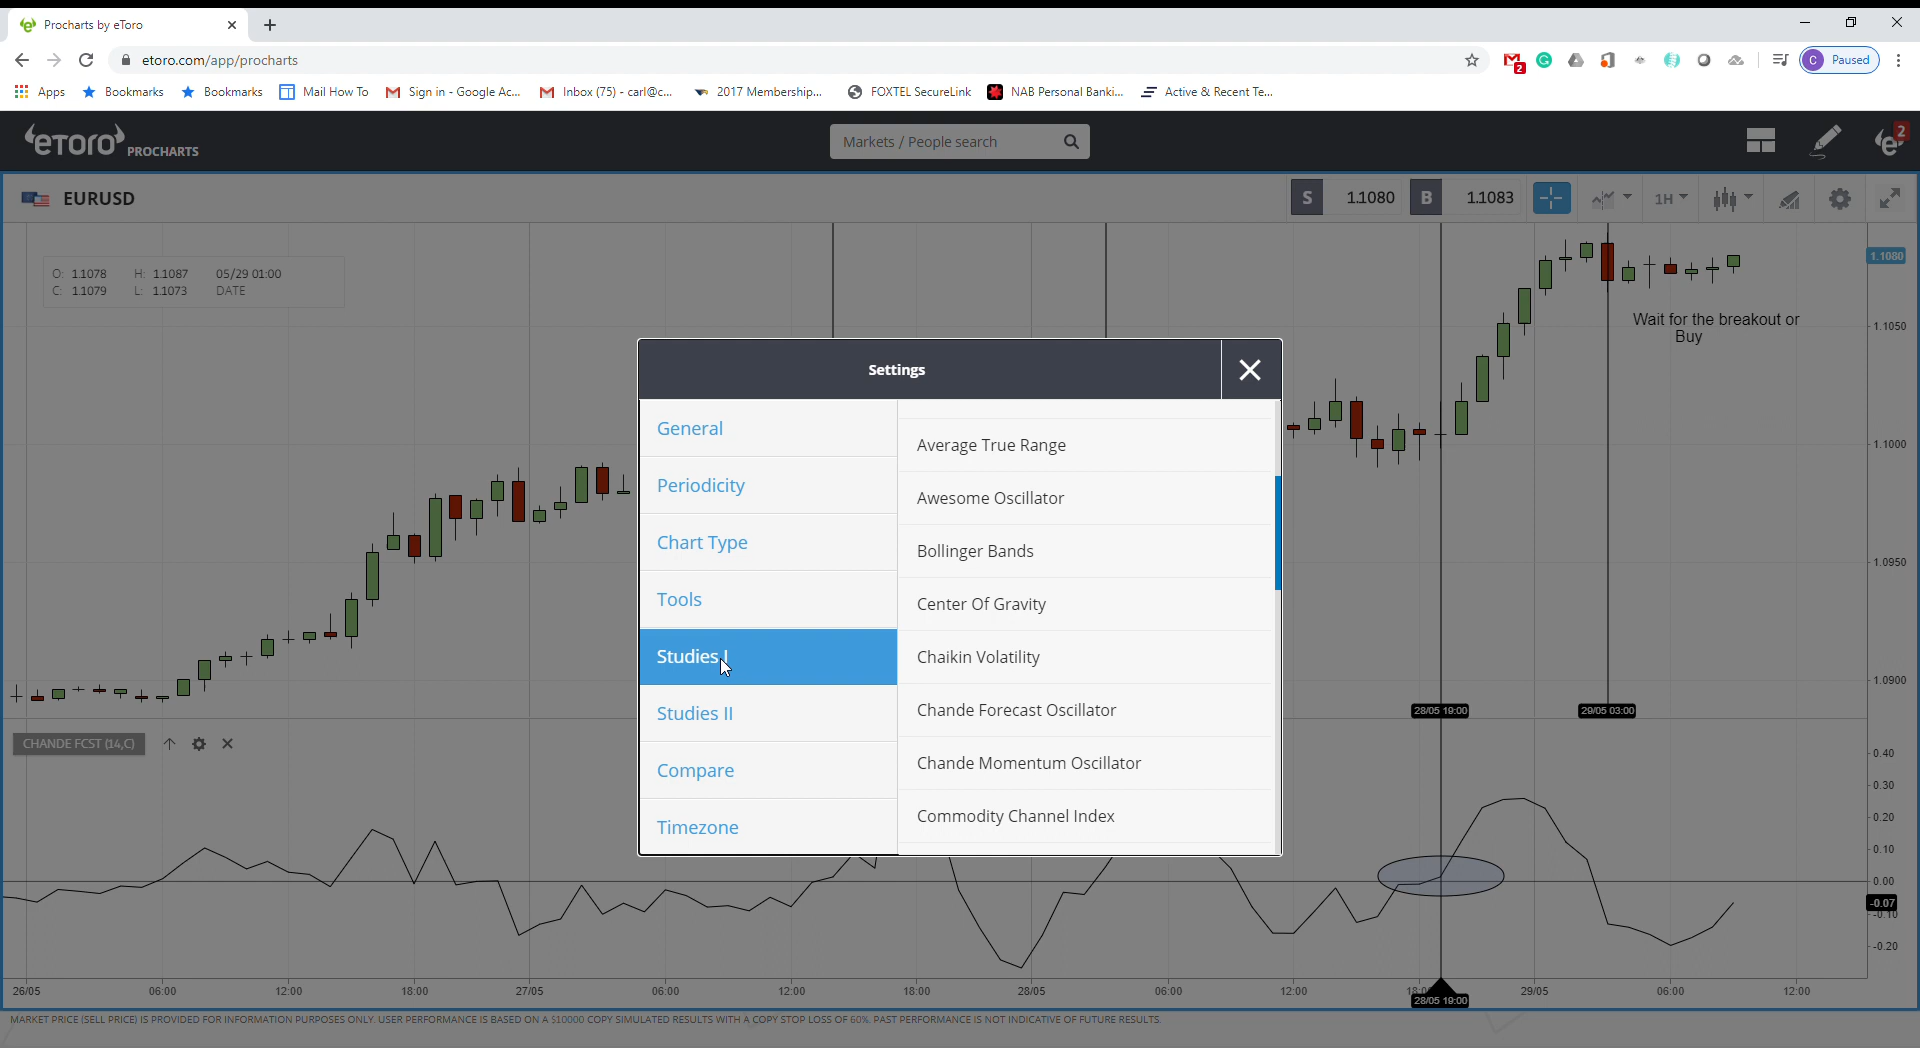 Procharts by eToro
etoro.com/app/procharts
2
C Paused
Apps Bookmarks Bookmarks Mail How To Sign in - Google Ac... Inbox (75) - carl@c... 2017 Membership... FOXTEL SecureLink NAB Personal Banki... Active & Recent Te...
eToro PROCHARTS
Markets / People search
2
EURUSD
S 1.1080 B 1.1083 1H
O: 1.1078 H: 1.1087 05/29 01:00
C: 1.1079 L: 1.1073 DATE
1.1080
Wait for the breakout or
Buy
1.1050
1.1000
1.0950
1.0900
Settings
General
Periodicity
Chart Type
Tools
Studies I
Studies II
Compare
Timezone
Average True Range
Awesome Oscillator
Bollinger Bands
Center Of Gravity
Chaikin Volatility
Chande Forecast Oscillator
Chande Momentum Oscillator
Commodity Channel Index
28/05 19:00 29/05 03:00
CHANDE FCST (14,C)
0.40
0.30
0.20
0.10
0.00
-0.07
-0.10
-0.20
26/05 06:00 12:00 18:00 27/05 06:00 12:00 18:00 28/05 06:00 12:00 29/05 06:00 12:00
28/05 19:00
MARKET PRICE (SELL PRICE) IS PROVIDED FOR INFORMATION PURPOSES ONLY. USER PERFORMANCE IS BASED ON A $10000 COPY SIMULATED RESULTS WITH A COPY STOP LOSS OF 60%. PAST PERFORMANCE IS NOT INDICATIVE OF FUTURE RESULTS.